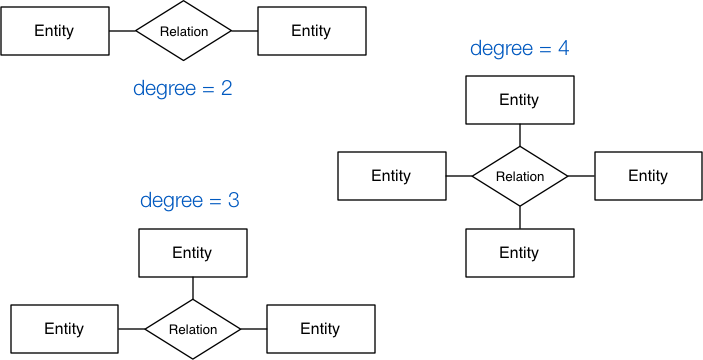 Entity
Relation
Entity
degree = 2
degree = 4
Entity
Entity
Relation
Entity
Entity
degree = 3
Entity
Entity
Relation
Entity